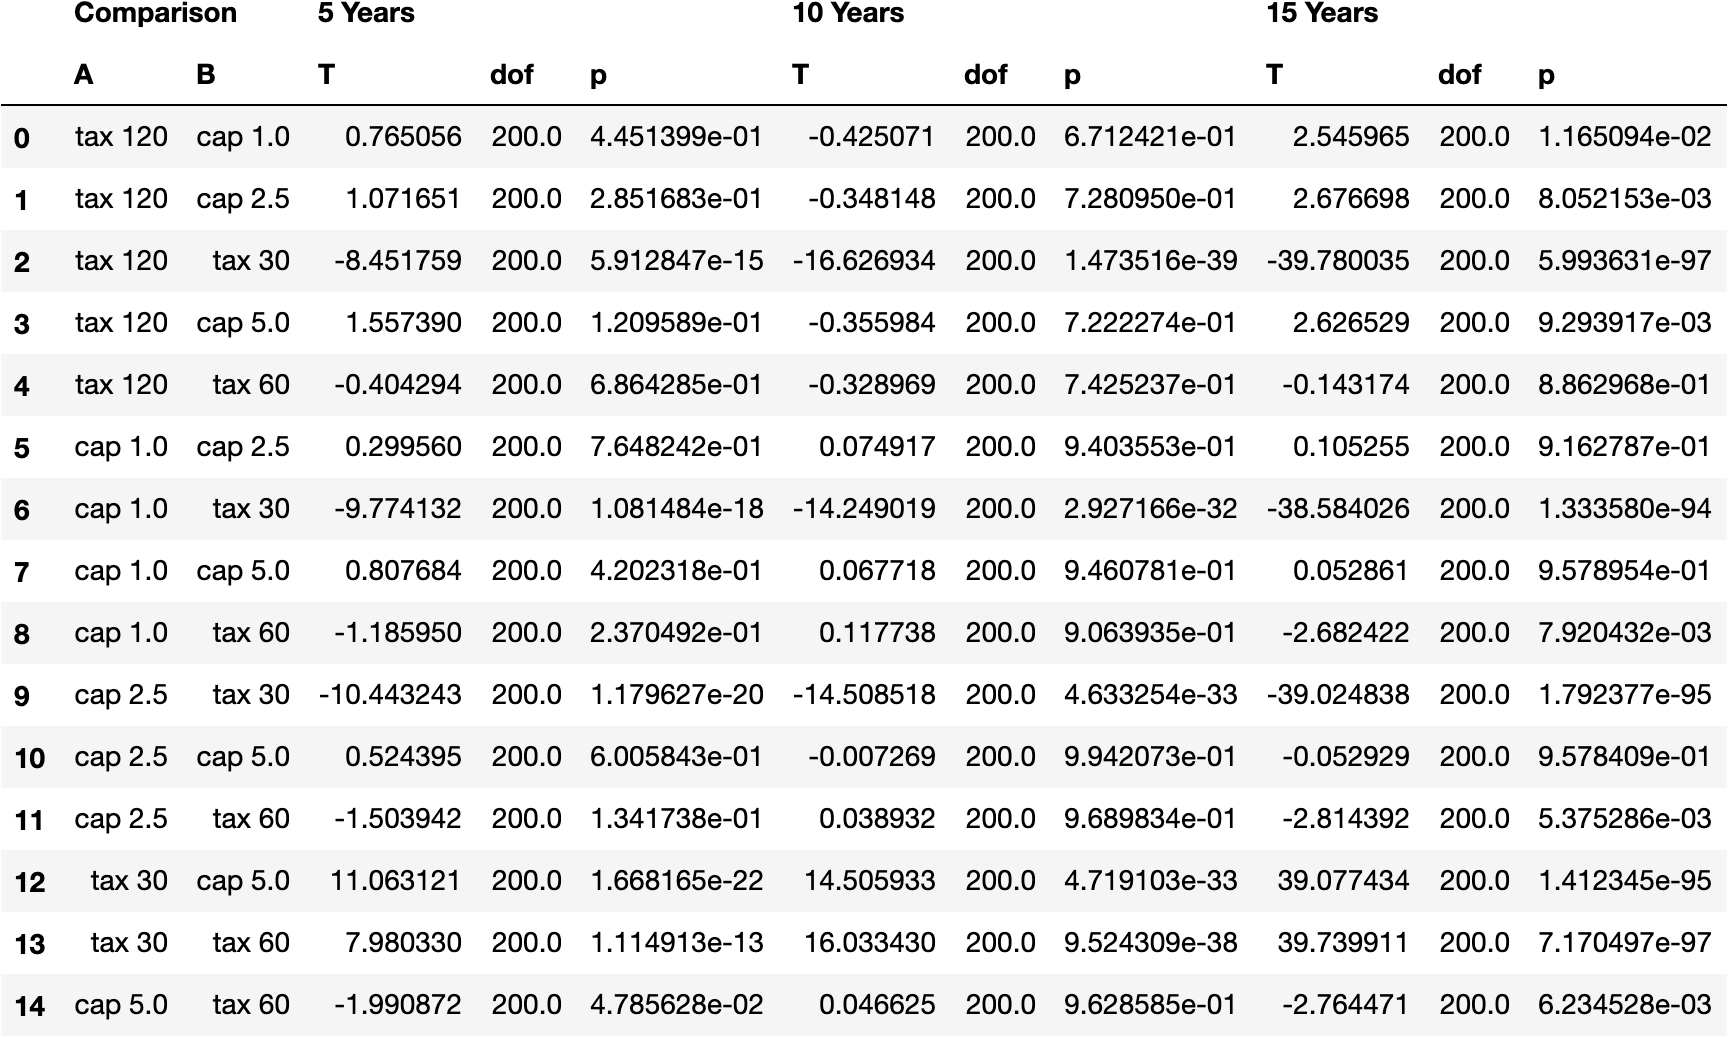 Comparison 5 Years 10 Years 15 Years
A B T dof p T dof p T dof p
0 tax 120 cap 1.0 0.765056 200.0 4.451399e-01 -0.425071 200.0 6.712421e-01 2.545965 200.0 1.165094e-02
1 tax 120 cap 2.5 1.071651 200.0 2.851683e-01 -0.348148 200.0 7.280950e-01 2.676698 200.0 8.052153e-03
2 tax 120 tax 30 -8.451759 200.0 5.912847e-15 -16.626934 200.0 1.473516e-39 -39.780035 200.0 5.993631e-97
3 tax 120 cap 5.0 1.557390 200.0 1.209589e-01 -0.355984 200.0 7.222274e-01 2.626529 200.0 9.293917e-03
4 tax 120 tax 60 -0.404294 200.0 6.864285e-01 -0.328969 200.0 7.425237e-01 -0.143174 200.0 8.862968e-01
5 cap 1.0 cap 2.5 0.299560 200.0 7.648242e-01 0.074917 200.0 9.403553e-01 0.105255 200.0 9.162787e-01
6 cap 1.0 tax 30 -9.774132 200.0 1.081484e-18 -14.249019 200.0 2.927166e-32 -38.584026 200.0 1.333580e-94
7 cap 1.0 cap 5.0 0.807684 200.0 4.202318e-01 0.067718 200.0 9.460781e-01 0.052861 200.0 9.578954e-01
8 cap 1.0 tax 60 -1.185950 200.0 2.370492e-01 0.117738 200.0 9.063935e-01 -2.682422 200.0 7.920432e-03
9 cap 2.5 tax 30 -10.443243 200.0 1.179627e-20 -14.508518 200.0 4.633254e-33 -39.024838 200.0 1.792377e-95
10 cap 2.5 cap 5.0 0.524395 200.0 6.005843e-01 -0.007269 200.0 9.942073e-01 -0.052929 200.0 9.578409e-01
11 cap 2.5 tax 60 -1.503942 200.0 1.341738e-01 0.038932 200.0 9.689834e-01 -2.814392 200.0 5.375286e-03
12 tax 30 cap 5.0 11.063121 200.0 1.668165e-22 14.505933 200.0 4.719103e-33 39.077434 200.0 1.412345e-95
13 tax 30 tax 60 7.980330 200.0 1.114913e-13 16.033430 200.0 9.524309e-38 39.739911 200.0 7.170497e-97
14 cap 5.0 tax 60 -1.990872 200.0 4.785628e-02 0.046625 200.0 9.628585e-01 -2.764471 200.0 6.234528e-03